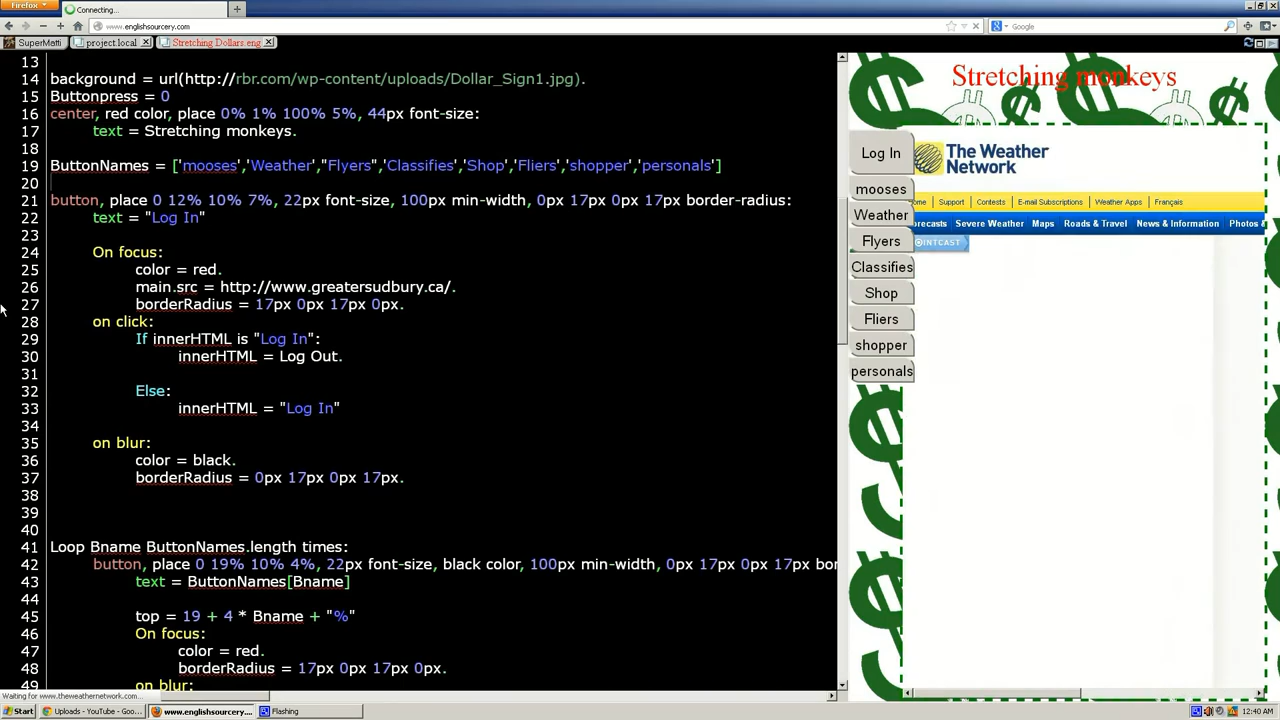 Firefox
Connecting...
www.englishsourcery.com
Google
SuperMatti
project.local
Stretching Dollars.eng
13
14 background = url(http://rbr.com/wp-content/uploads/Dollar_Sign1.jpg).
15 Buttonpress = 0
16 center, red color, place 0% 1% 100% 5%, 44px font-size:
17 text = Stretching monkeys.
18
19 ButtonNames = ['mooses','Weather',"Flyers",'Classifies','Shop','Fliers','shopper','personals']
20
21 button, place 0 12% 10% 7%, 22px font-size, 100px min-width, 0px 17px 0px 17px border-radius:
22 text = "Log In"
23
24 On focus:
25 color = red.
26 main.src = http://www.greatersudbury.ca/.
27 borderRadius = 17px 0px 17px 0px.
28 on click:
29 If innerHTML is "Log In":
30 innerHTML = Log Out.
31
32 Else:
33 innerHTML = "Log In"
34
35 on blur:
36 color = black.
37 borderRadius = 0px 17px 0px 17px.
38
39
40
41 Loop Bname ButtonNames.length times:
42 button, place 0 19% 10% 4%, 22px font-size, black color, 100px min-width, 0px 17px 0px 17px bor
43 text = ButtonNames[Bname]
44
45 top = 19 + 4 * Bname + "%"
46 On focus:
47 color = red.
48 borderRadius = 17px 0px 17px 0px.
49 on blur:
Stretching monkeys
Log In
mooses
Weather
Flyers
Classifies
Shop
Fliers
shopper
personals
The Weather
Network
ome Support Contests E-mail Subscriptions Weather Apps Français
orecasts Severe Weather Maps Roads & Travel News & Information Photos &
INTCAST
Waiting for www.theweathernetwork.com...
Start
Uploads - YouTube - Goo...
www.englishsourcery....
Flashing
12:40 AM